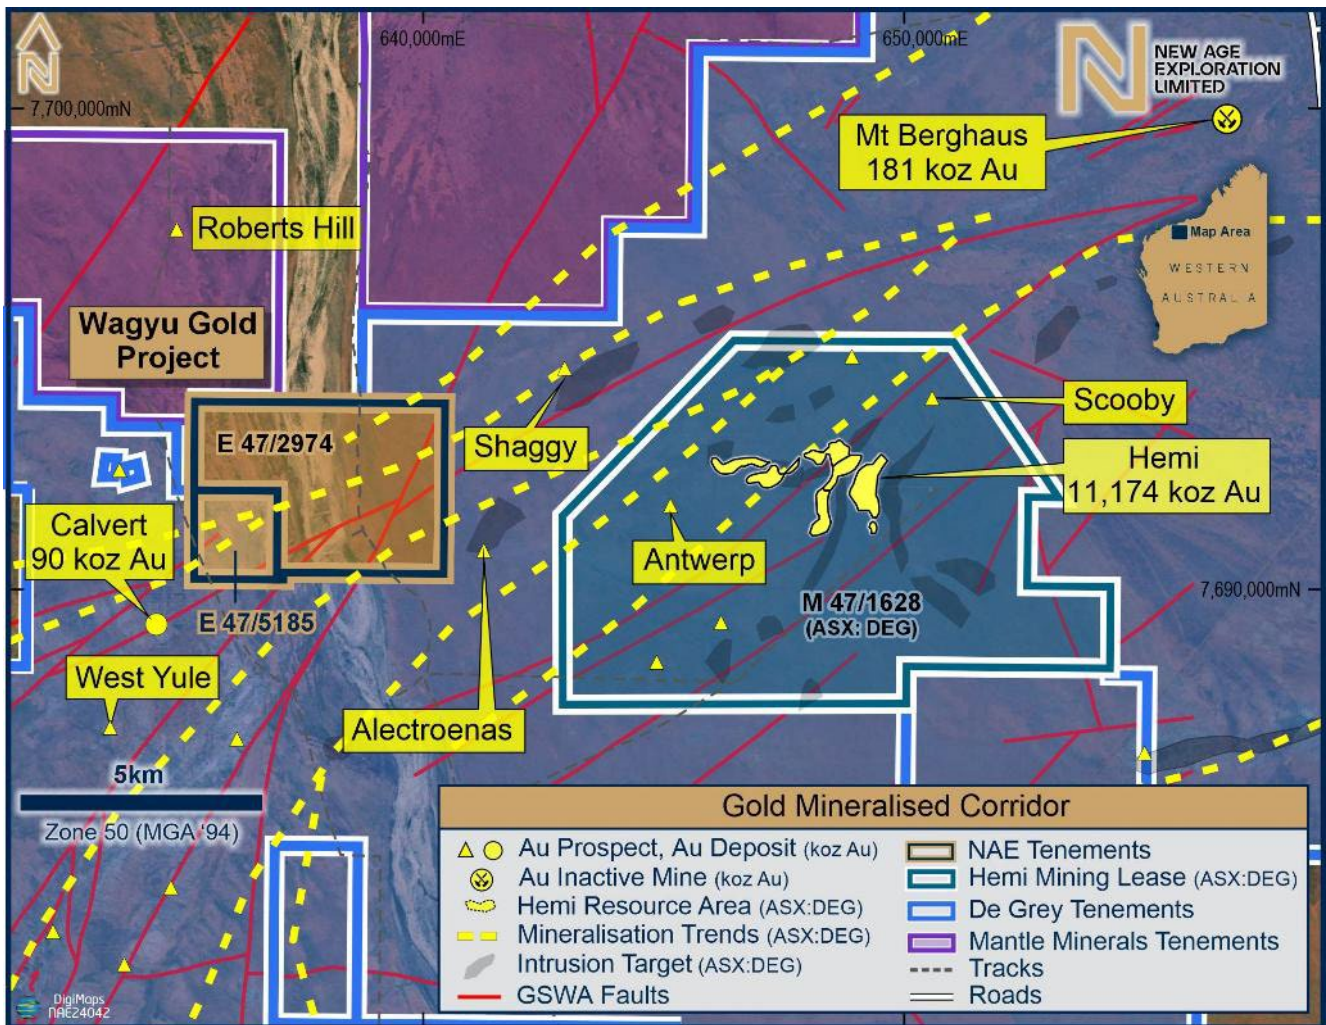 N
640,000mE
650,000mE
N
NEW AGE
EXPLORATION
LIMITED
7,700,000mN
Mt Berghaus
181 koz Au
Roberts Hill
Map Area
WESTERN
AUSTRALIA
Wagyu Gold
Project
E 47/2974
Shaggy
Scooby
Hemi
11,174 koz Au
Calvert
90 koz Au
Antwerp
M 47/1628
(ASX: DEG)
7,690,000mN
E 47/5185
West Yule
Alectroenas
5km
Zone 50 (MGA '94)
Gold Mineralised Corridor
Au Prospect, Au Deposit (koz Au)
Au Inactive Mine (koz Au)
Hemi Resource Area (ASX:DEG)
Mineralisation Trends (ASX:DEG)
Intrusion Target (ASX:DEG)
GSWA Faults
NAE Tenements
Hemi Mining Lease (ASX:DEG)
De Grey Tenements
Mantle Minerals Tenements
Tracks
Roads
DigiMaps
NAE24042